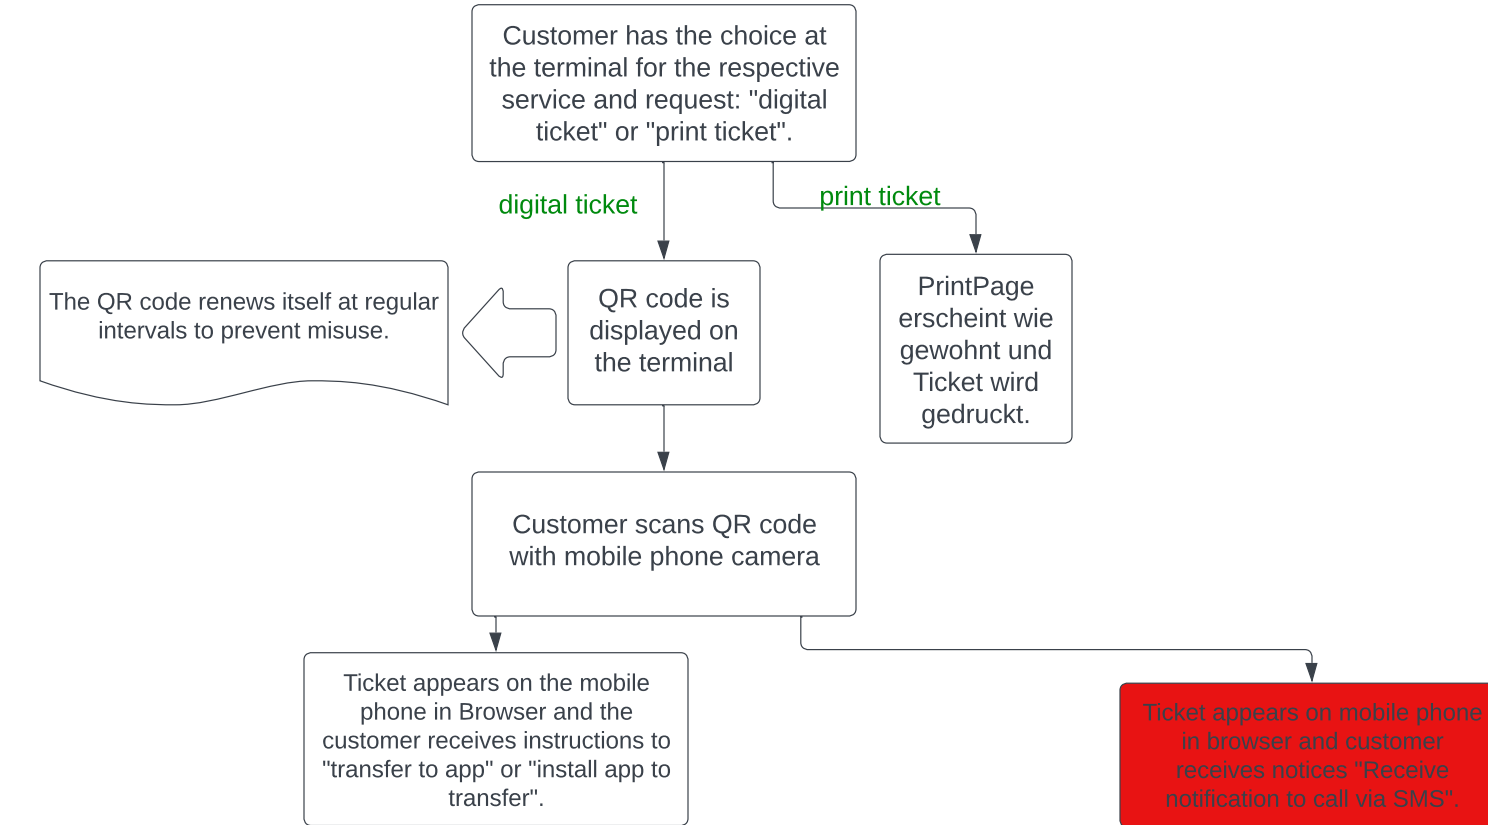 Customer has the choice at
the terminal for the respective
service and request: "digital
ticket" or "print ticket".
digital ticket
print ticket
The QR code renews itself at regular
intervals to prevent misuse.
QR code is
displayed on
the terminal
PrintPage
erscheint wie
gewohnt und
Ticket wird
gedruckt.
Customer scans QR code
with mobile phone camera
Ticket appears on the mobile
phone in Browser and the
customer receives instructions to
"transfer to app" or "install app to
transfer".
Ticket appears on mobile phone
in browser and customer
receives notices "Receive
notification to call via SMS".